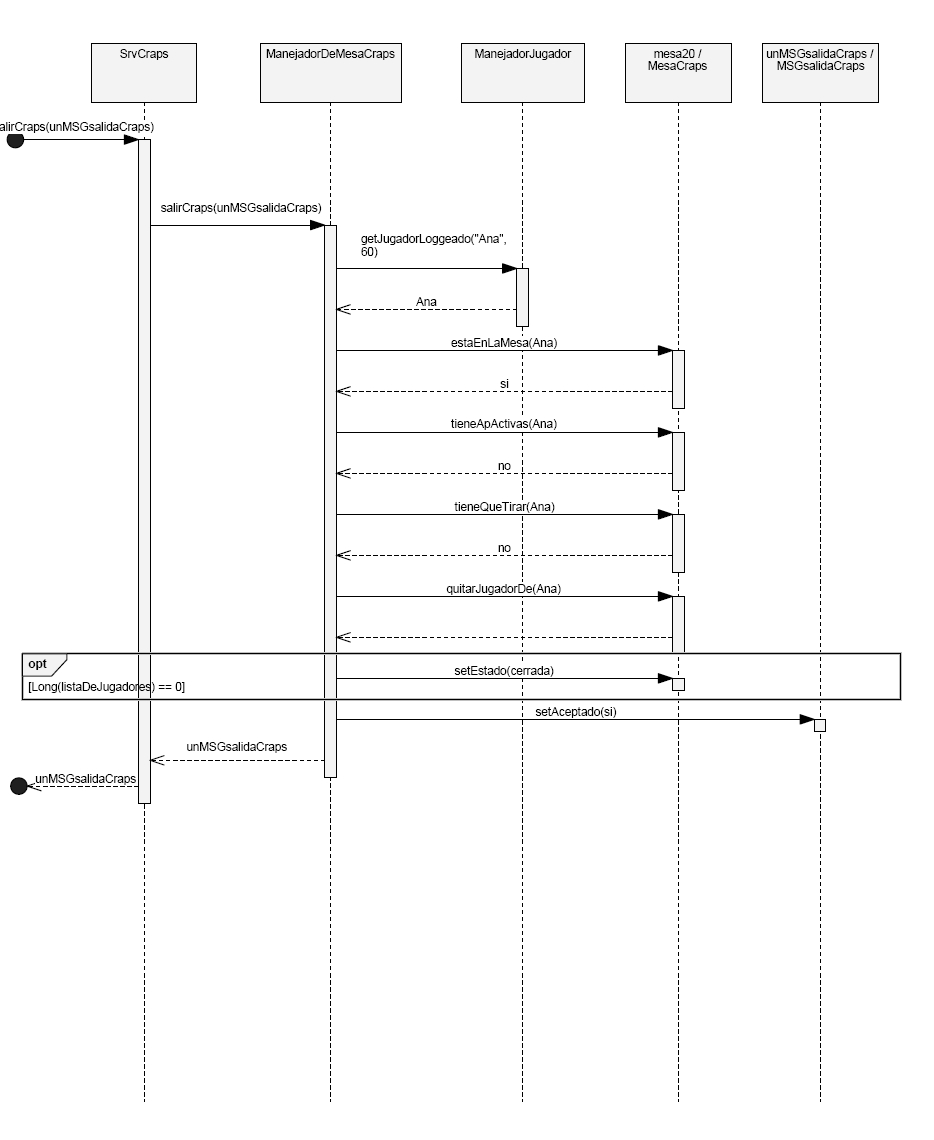 SrvCraps
ManejadorDeMesaCraps
ManejadorJugador
mesa20 /
MesaCraps
unMSGsalidaCraps /
MSGsalidaCraps
alirCraps(unMSGsalidaCraps)
salirCraps(unMSGsalidaCraps)
getJugadorLoggeado("Ana",
60)
Ana
estaEnLaMesa(Ana)
si
tieneApActivas(Ana)
no
tieneQueTirar(Ana)
no
quitarJugadorDe(Ana)
opt
setEstado(cerrada)
[Long(listaDeJugadores) == 0]
setAceptado(si)
unMSGsalidaCraps
unMSGsalidaCraps